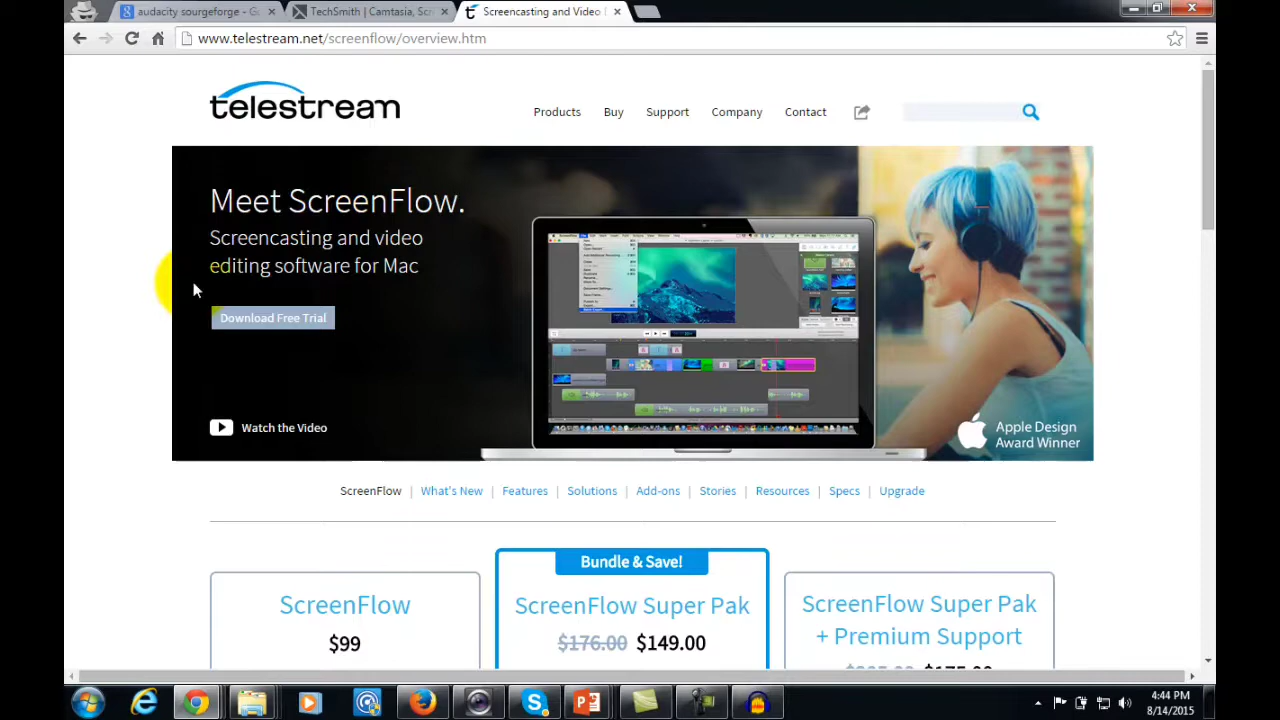 audacity sourgeforge - G
TechSmith | Camtasia, Scr
Screencasting and Video
www.telestream.net/screenflow/overview.htm
telestream
Products
Buy
Support
Company
Contact
Meet ScreenFlow.
Screencasting and video
editing software for Mac
Download Free Trial
Watch the Video
Apple Design
Award Winner
ScreenFlow | What's New | Features | Solutions | Add-ons | Stories | Resources | Specs | Upgrade
Bundle & Save!
ScreenFlow
$99
ScreenFlow Super Pak
$176.00 $149.00
ScreenFlow Super Pak
+ Premium Support
4:44 PM
8/14/2015